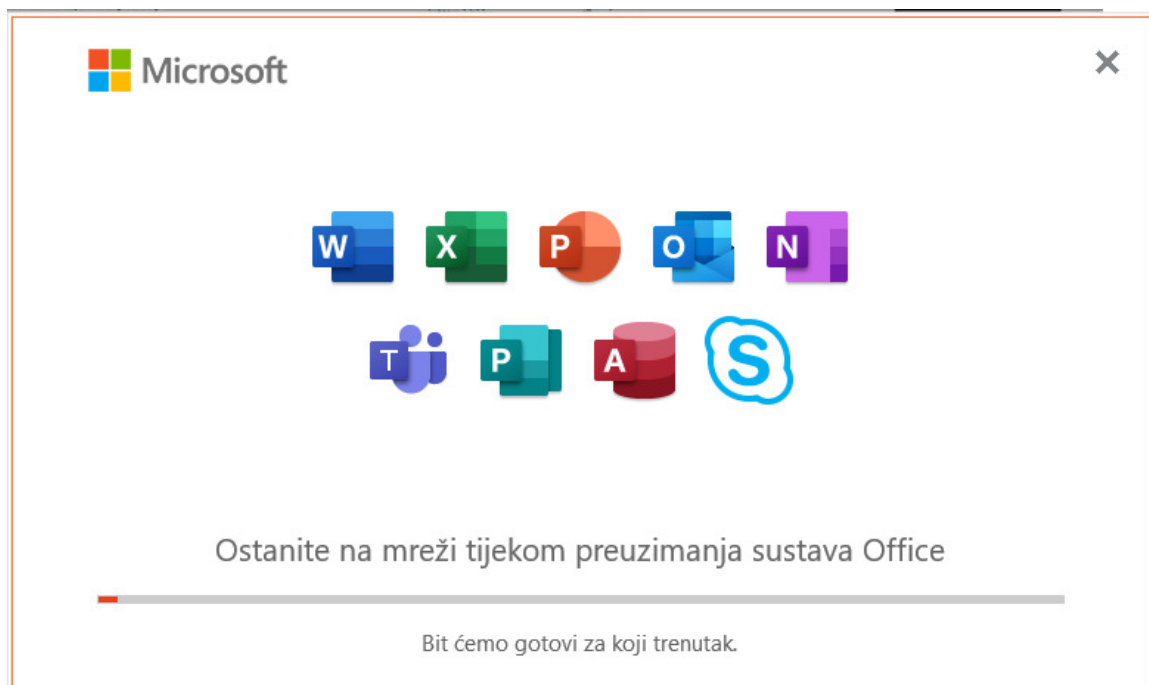 Microsoft
W X P O N
T P A S
Ostanite na mreži tijekom preuzimanja sustava Office
Bit ćemo gotovi za koji trenutak.